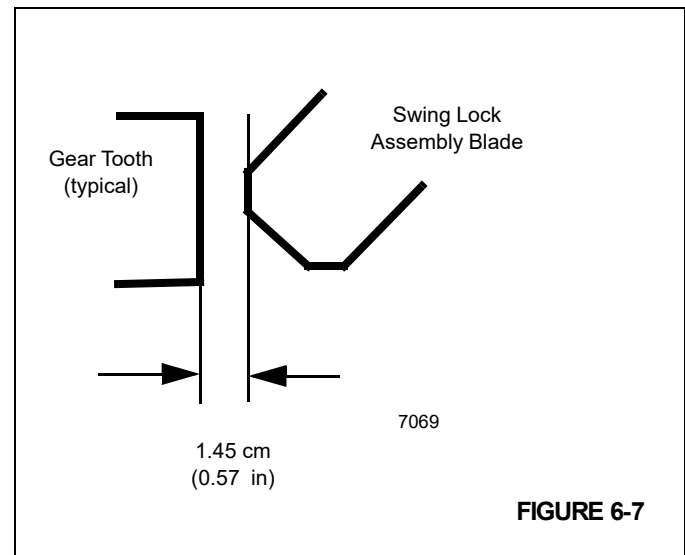 Swing Lock
Assembly Blade
Gear Tooth
(typical)
7069
1.45 cm
(0.57 in)
FIGURE 6-7